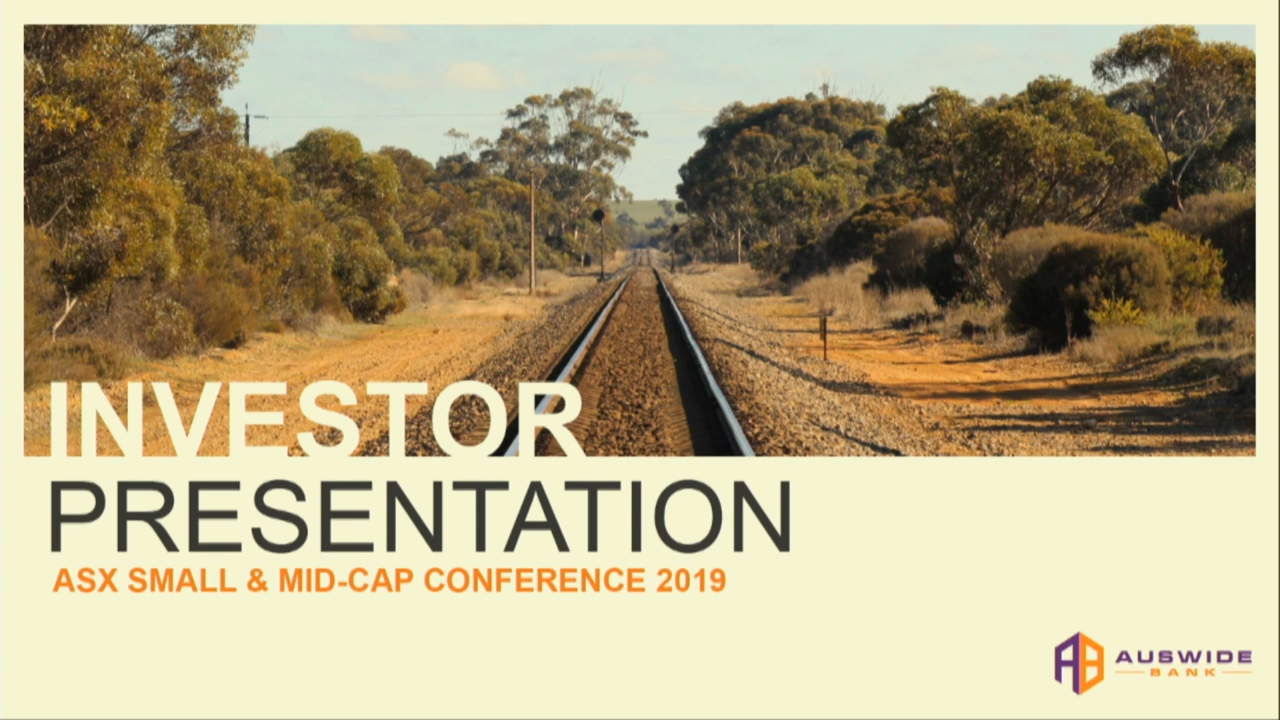 INVESTOR
PRESENTATION
ASX SMALL & MID-CAP CONFERENCE 2019
AB
AUSWIDE
BANK